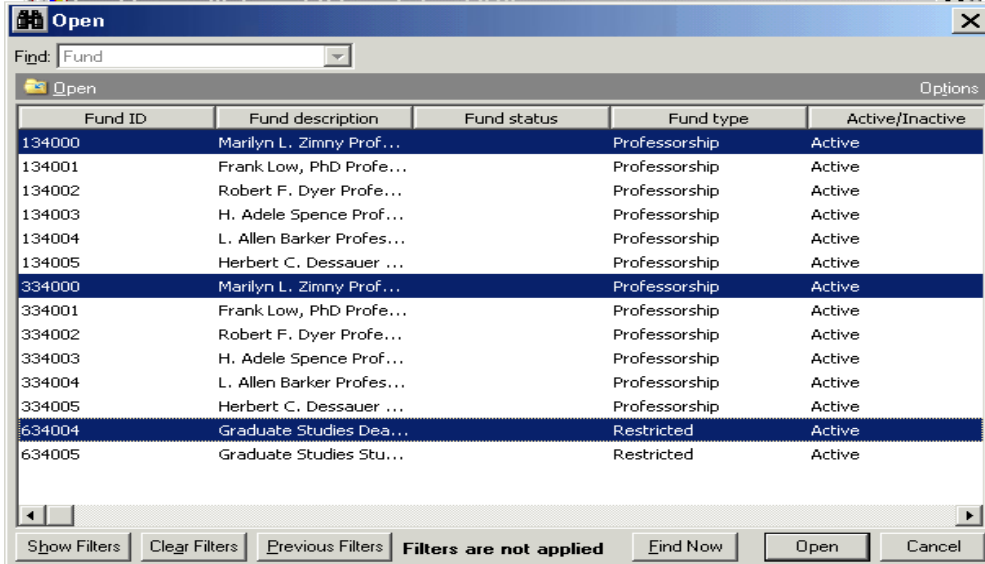 Open
Find: Fund
Open Options
Fund ID Fund description Fund status Fund type Active/Inactive
134000 Marilyn L. Zimny Prof... Professorship Active
134001 Frank Low, PhD Profe... Professorship Active
134002 Robert F. Dyer Profe... Professorship Active
134003 H. Adele Spence Prof... Professorship Active
134004 L. Allen Barker Profes... Professorship Active
134005 Herbert C. Dessauer ... Professorship Active
334000 Marilyn L. Zimny Prof... Professorship Active
334001 Frank Low, PhD Profe... Professorship Active
334002 Robert F. Dyer Profe... Professorship Active
334003 H. Adele Spence Prof... Professorship Active
334004 L. Allen Barker Profes... Professorship Active
334005 Herbert C. Dessauer ... Professorship Active
634004 Graduate Studies Dea... Restricted Active
634005 Graduate Studies Stu... Restricted Active
Show Filters Clear Filters Previous Filters Filters are not applied Find Now Open Cancel